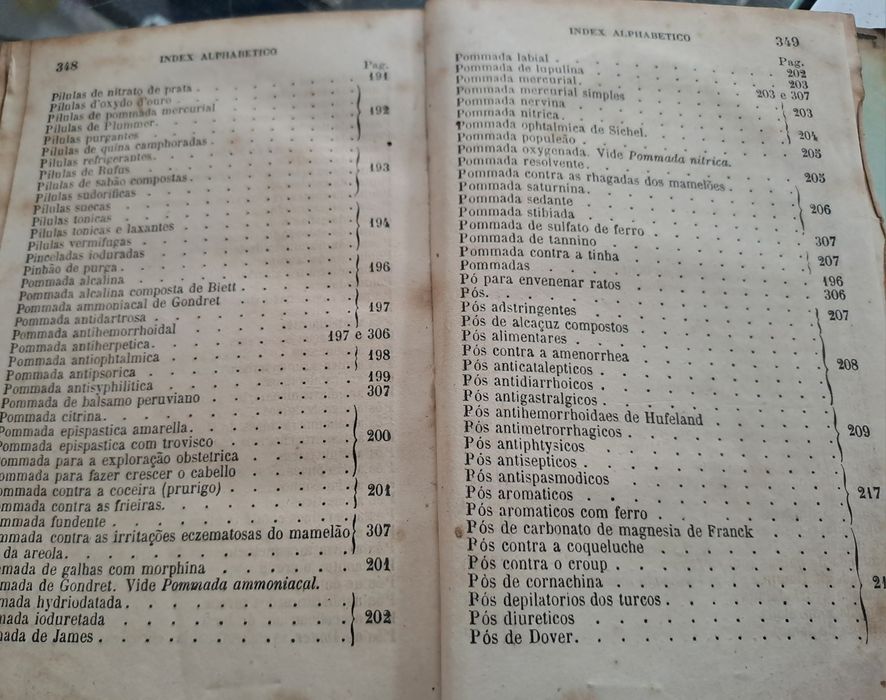 348
INDEX ALPHABETICO
Pag.
Pilulas de nitrato de prata . 191
Pilulas d'oxydo d'ouro
Pilulas de pommada mercurial 192
Pilulas de Plummer.
Pilulas purgantes
Pilulas de quina camphoradas
Pilulas refrigerantes.
Pilulas de Rufus 193
Pilulas de sabão compostas.
Pilulas sudorificas
Pilulas suecas
Pilulas tonicas 194
Pilulas tonicas e laxantes
Pilulas vermifugas
Pinceladas ioduradas
Pinhão de purga . 196
Pommada alcalina
Pommada alcalina composta de Biett .
Pommada ammoniacal de Gondret 197
Pommada antidartrosa
Pommada antihemorrhoidal 197 e 306
Pommada antiherpetica.
Pommada antiophtalmica 198
Pommada antipsorica 199
Pommada antisyphilitica 307
Pommada de balsamo peruviano
Pommada citrina.
Pommada epispastica amarella. 200
Pommada epispastica com trovisco
ommada para a exploração obstetrica
ommada para fazer crescer o cabello
ommada contra a coceira (prurigo) 201
ommada contra as frieiras.
mmada fundente
mmada contra as irritações eczematosas do mamelão 307
da areola.
mada de galhas com morphina 201
mada de Gondret. Vide Pommada ammoniacal.
mada hydriodatada.
nada ioduretada 202
ada de James
INDEX ALPHABETICO
349
Pag.
Pommada labial . 202
Pommada de lupulina 203
Pommada mercurial. 203 e 307
Pommada mercurial simples
Pommada nervina 203
Pommada nitrica.
Pommada ophtalmica de Sichel. 204
Pommada populeão
Pommada oxygenada. Vide Pommada nitrica. 205
Pommada resolvente.
Pommada contra as rhagadas dos mamelões . 205
Pommada saturnina.
Pommada sedante 206
Pommada stibiada
Pommada de sulfato de ferro
Pommada de tannino 307
Pommada contra a tinha 207
Pommadas
Pó para envenenar ratos 196
Pós. 306
Pós adstringentes 207
Pós de alcaçuz compostos
Pós alimentares
Pós contra a amenorrhea 208
Pós anticatalepticos
Pós antidiarrhoicos
Pós antigastralgicos
Pós antihemorrhoidaes de Hufeland
Pós antimetrorrhagicos 209
Pós antiphtysicos
Pós antisepticos
Pós antispasmodicos
Pós aromaticos 217
Pós aromaticos com ferro
Pós de carbonato de magnesia de Franck
Pós contra a coqueluche
Pós contra o croup
Pós de cornachina
Pós depilatorios dos turcos
Pós diureticos
Pós de Dover.